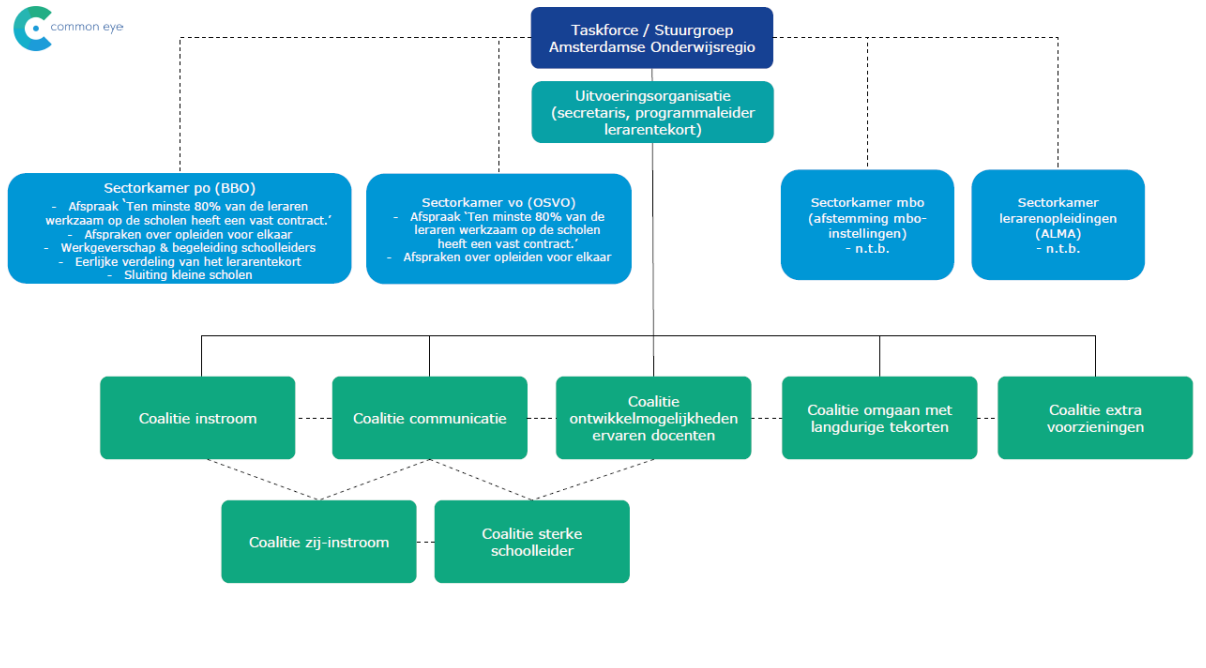 common eye
Taskforce / Stuurgroep
Amsterdamse Onderwijsregio
Uitvoeringsorganisatie
(secretaris, programmaleider
lerarentekort)
Sectorkamer po (BBO)
- Afspraak ‘Ten minste 80% van de leraren
werkzaam op de scholen heeft een vast contract.’
- Afspraken over opleiden voor elkaar
- Werkgeverschap & begeleiding schoolleiders
- Eerlijke verdeling van het lerarentekort
- Sluiting kleine scholen
Sectorkamer vo (OSVO)
- Afspraak ‘Ten minste 80% van de
leraren werkzaam op de scholen
heeft een vast contract.’
- Afspraken over opleiden voor elkaar
Sectorkamer mbo
(afstemming mbo-
instellingen)
- n.t.b.
Sectorkamer
lerarenopleidingen
(ALMA)
- n.t.b.
Coalitie instroom
Coalitie communicatie
Coalitie
ontwikkelmogelijkheden
ervaren docenten
Coalitie omgaan met
langdurige tekorten
Coalitie extra
voorzieningen
Coalitie zij-instroom
Coalitie sterke
schoolleider